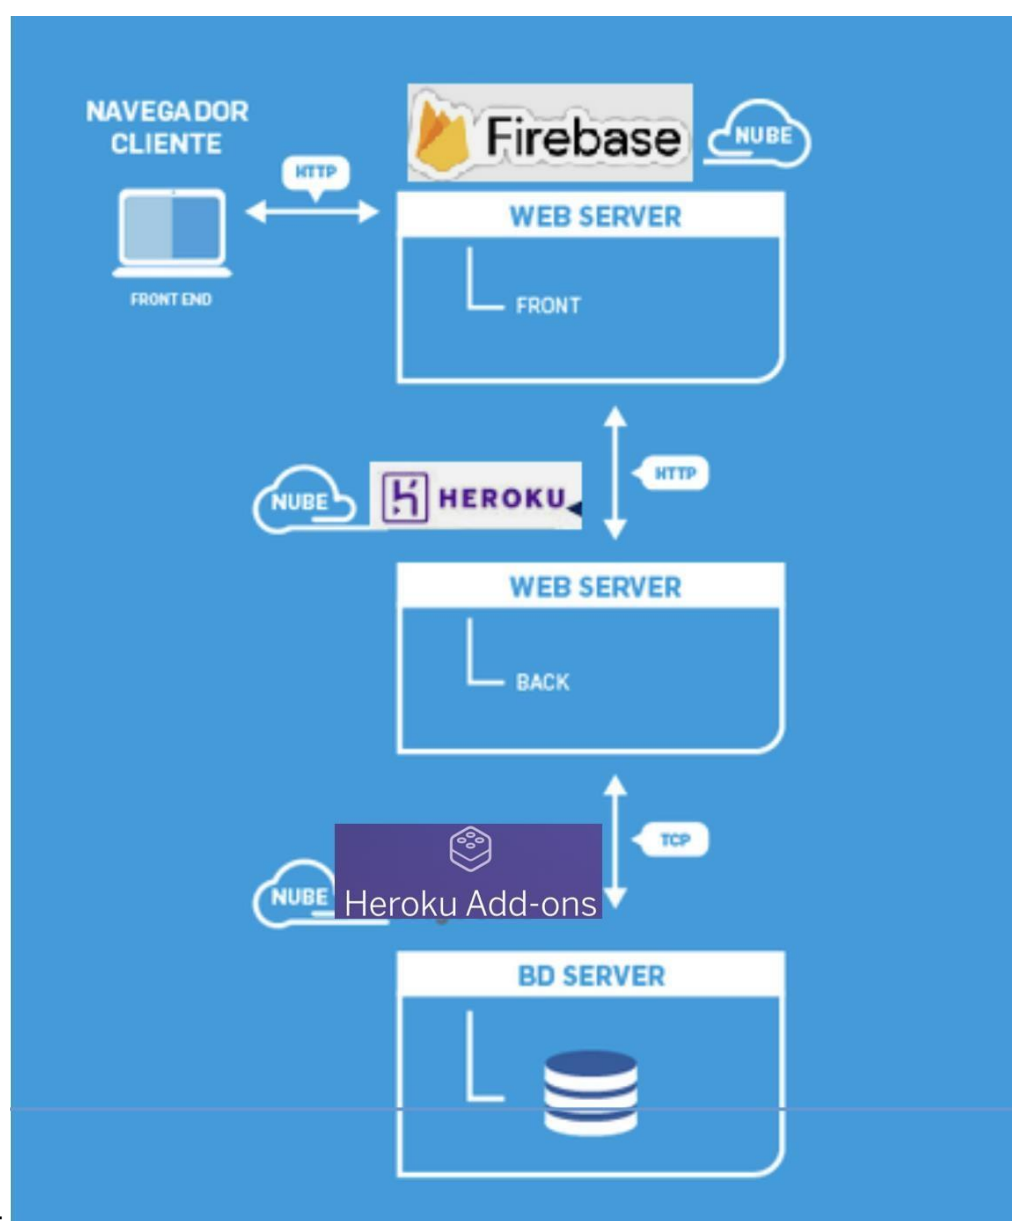 NAVEGADOR
CLIENTE
Firebase
NUBE
HTTP
WEB SERVER
FRONT END
FRONT
HTTP
NUBE
HEROKU
WEB SERVER
BACK
TCP
NUBE
Heroku Add-ons
BD SERVER